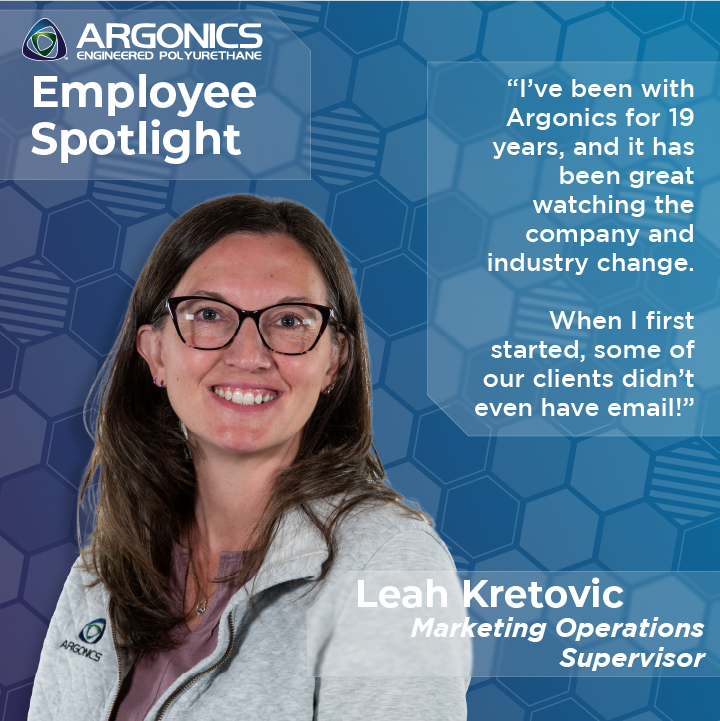 ARGONICS
ENGINEERED POLYURETHANE
Employee
Spotlight
“I’ve been with
Argonics for 19
years, and it has
been great
watching the
company and
industry change.
When I first
started, some of
our clients didn’t
even have email!”
ARGONICS
Leah Kretovic
Marketing Operations
Supervisor